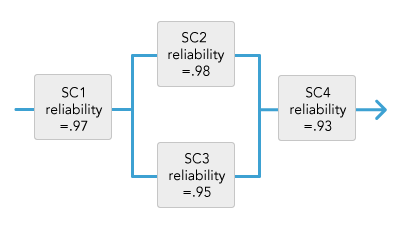 SC1
reliability
=.97
SC2
reliability
=.98
SC3
reliability
=.95
SC4
reliability
=.93